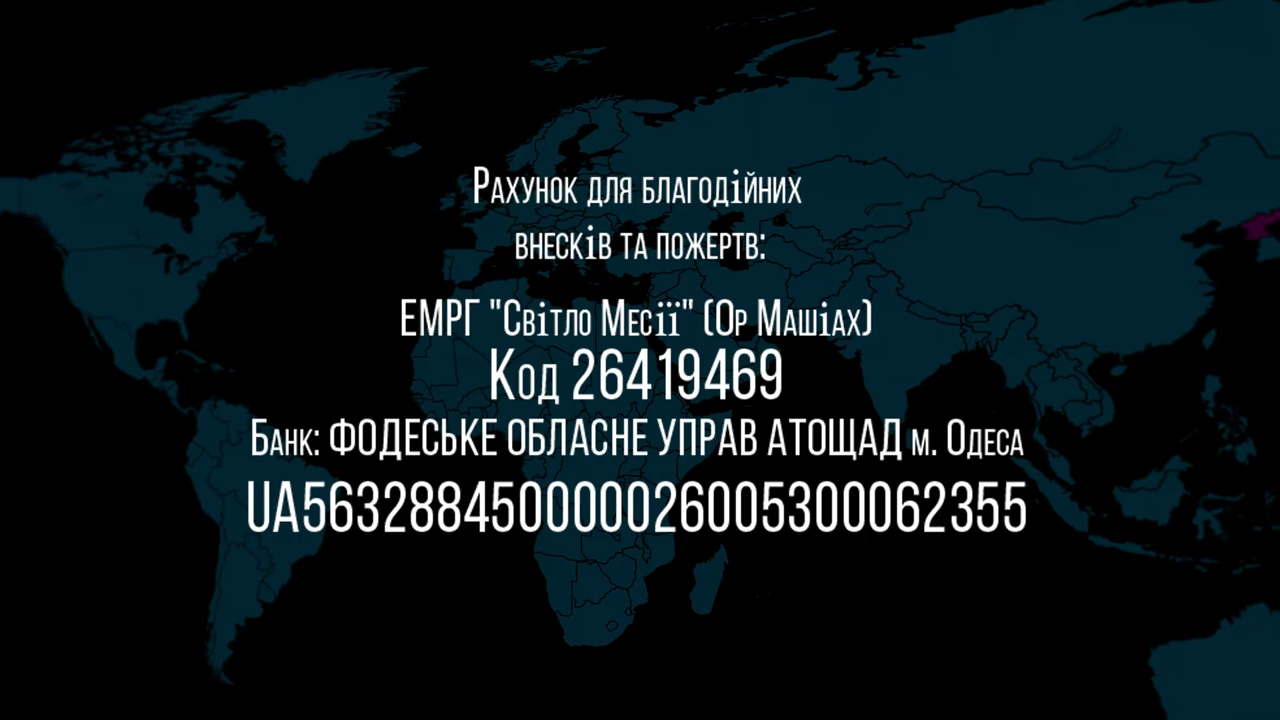 Рахунок для благодійних
внесків та пожертв:
ЕМРГ "Світло Месії" (Ор Машіах)
Код 26419469
Банк: ФОДЕСЬКЕ ОБЛАСНЕ УПРАВ АТОЩАД м. Одеса
UA563288450000026005300062355